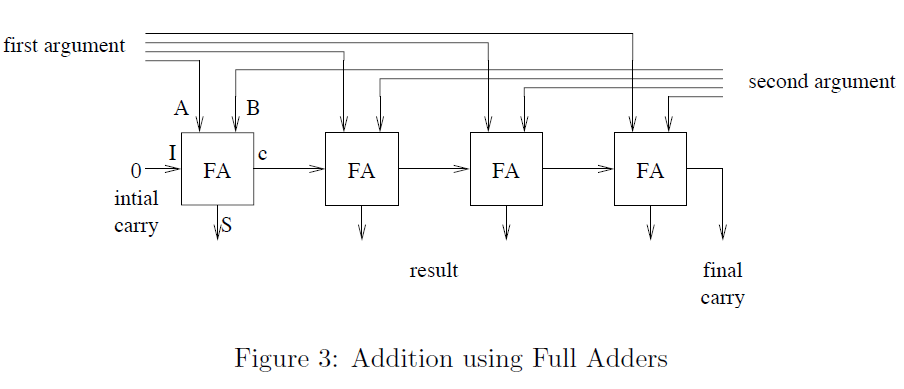 first argument
second argument
A
B
I
c
0
FA
FA
FA
FA
intial
carry
S
result
final
carry
Figure 3: Addition using Full Adders